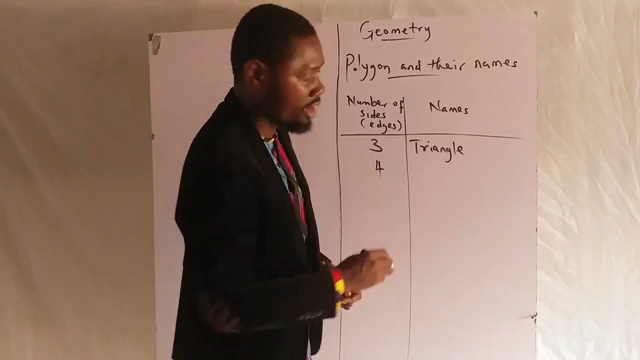 Geometry
Polygon and their names
Number of sides (edges) Names
3 Triangle
4